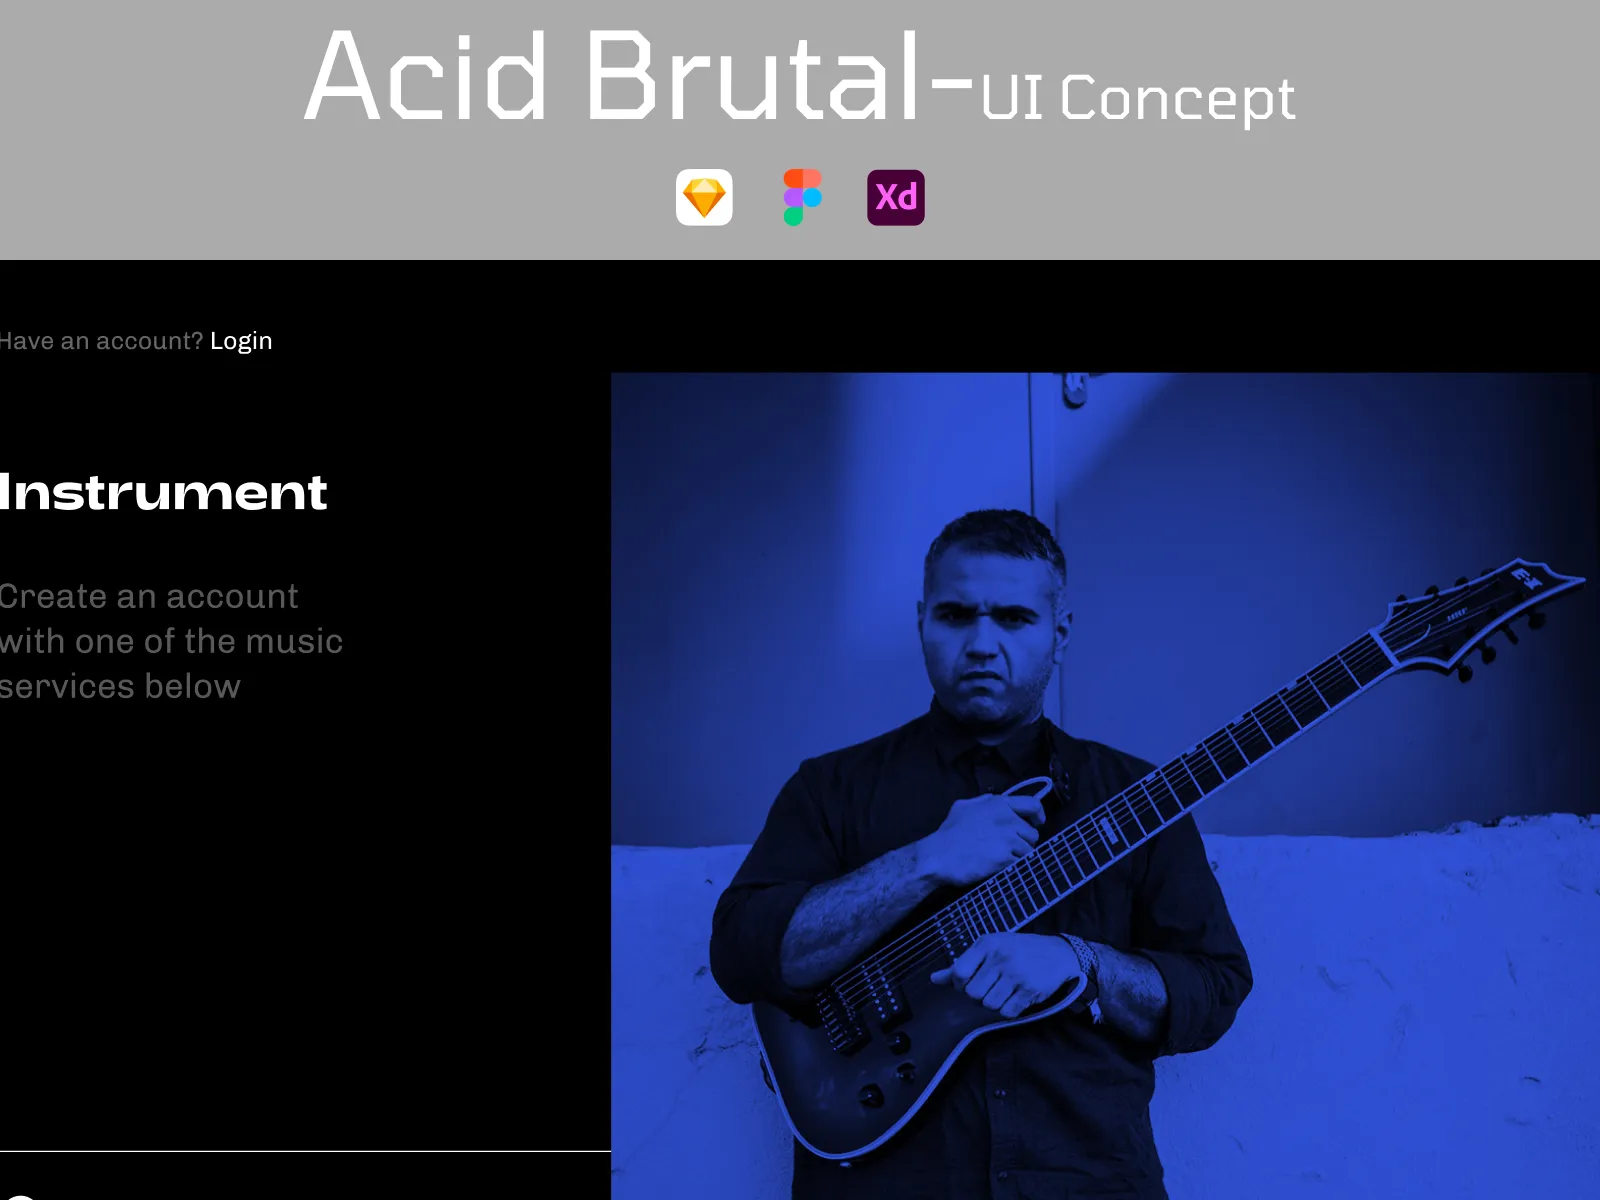 Acid Brutal-UI Concept
Xd
Have an account? Login
Instrument
Create an account
with one of the music
services below
E-II